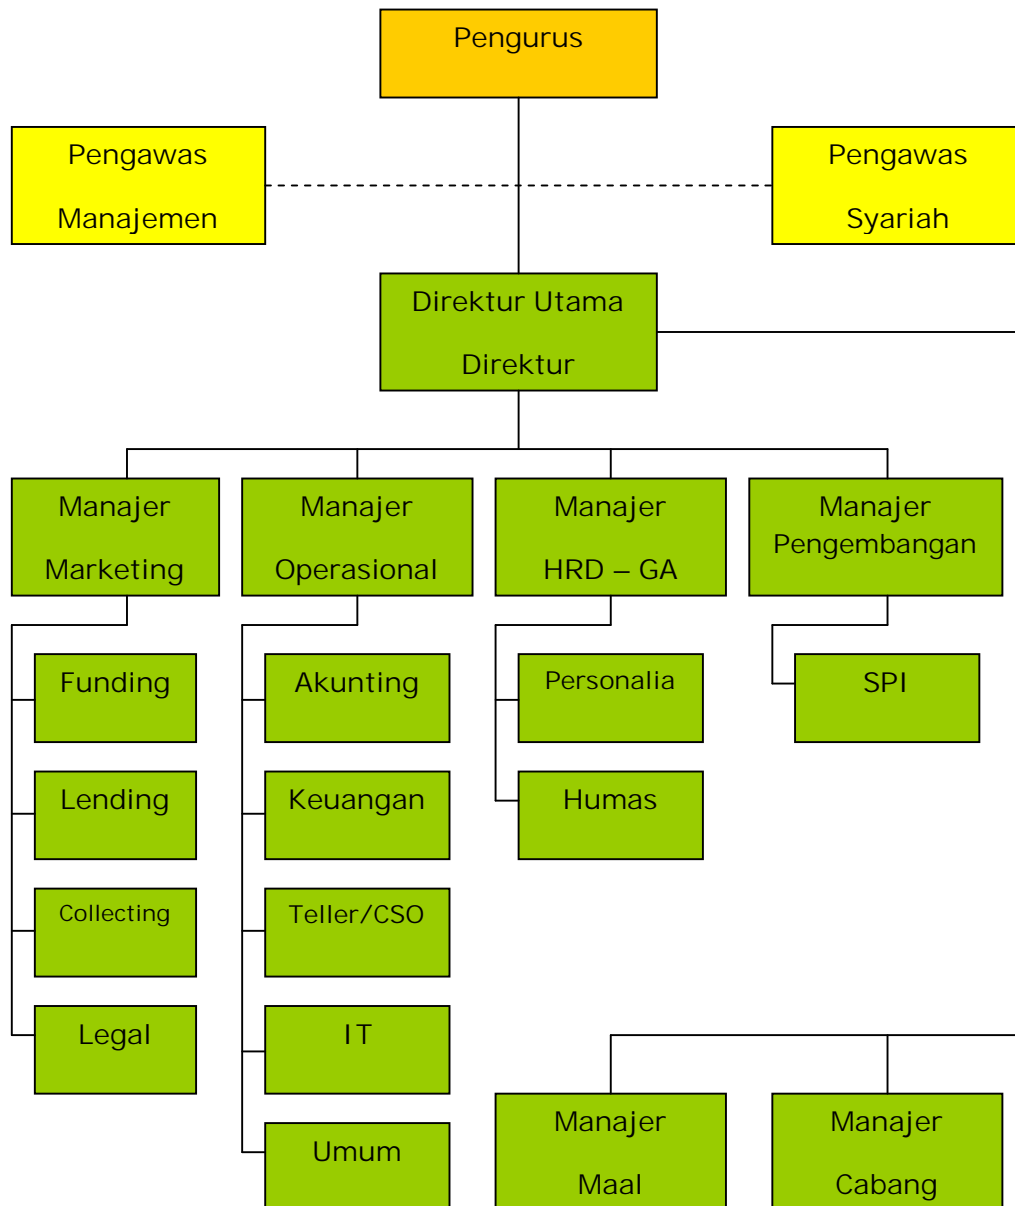 Pengurus
Pengawas
Manajemen
Pengawas
Syariah
Direktur Utama
Direktur
Manajer
Marketing
Manajer
Operasional
Manajer
HRD – GA
Manajer
Pengembangan
Funding
Akunting
Personalia
SPI
Lending
Keuangan
Humas
Collecting
Teller/CSO
Legal
IT
Manajer
Maal
Manajer
Cabang
Umum